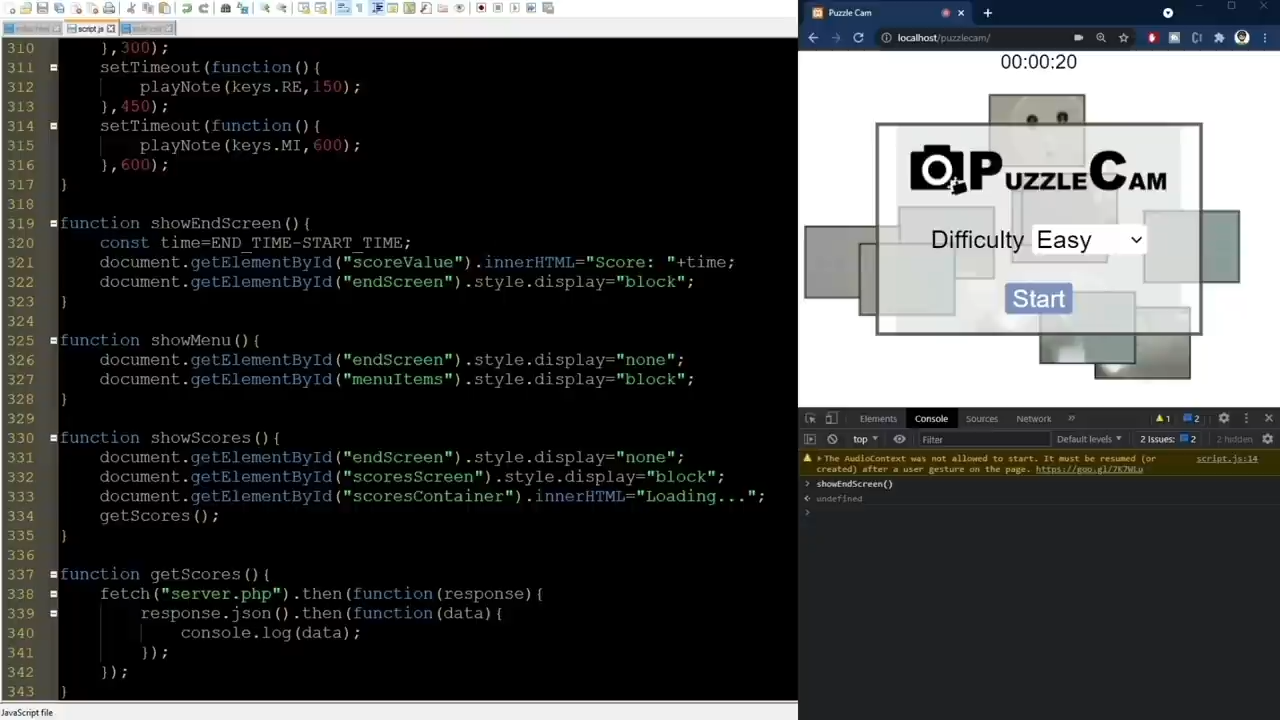 script.js
310 },300);
311 setTimeout(function(){
312 playNote(keys.RE,150);
313 },450);
314 setTimeout(function(){
315 playNote(keys.MI,600);
316 },600);
317 }
318
319 function showEndScreen(){
320 const time=END_TIME-START_TIME;
321 document.getElementById("scoreValue").innerHTML="Score: "+time;
322 document.getElementById("endScreen").style.display="block";
323 }
324
325 function showMenu(){
326 document.getElementById("endScreen").style.display="none";
327 document.getElementById("menuItems").style.display="block";
328 }
329
330 function showScores(){
331 document.getElementById("endScreen").style.display="none";
332 document.getElementById("scoresScreen").style.display="block";
333 document.getElementById("scoresContainer").innerHTML="Loading...";
334 getScores();
335 }
336
337 function getScores(){
338 fetch("server.php").then(function(response){
339 response.json().then(function(data){
340 console.log(data);
341 });
342 });
343 }
JavaScript file
Puzzle Cam
localhost/puzzlecam/
00:00:20
PUZZLECAM
Difficulty Easy
Start
Elements Console Sources Network » 1 2
top Filter Default levels 2 Issues: 2 2 hidden
The AudioContext was not allowed to start. It must be resumed (or script.js:14
created) after a user gesture on the page. https://goo.gl/7K7WLu
showEndScreen()
undefined